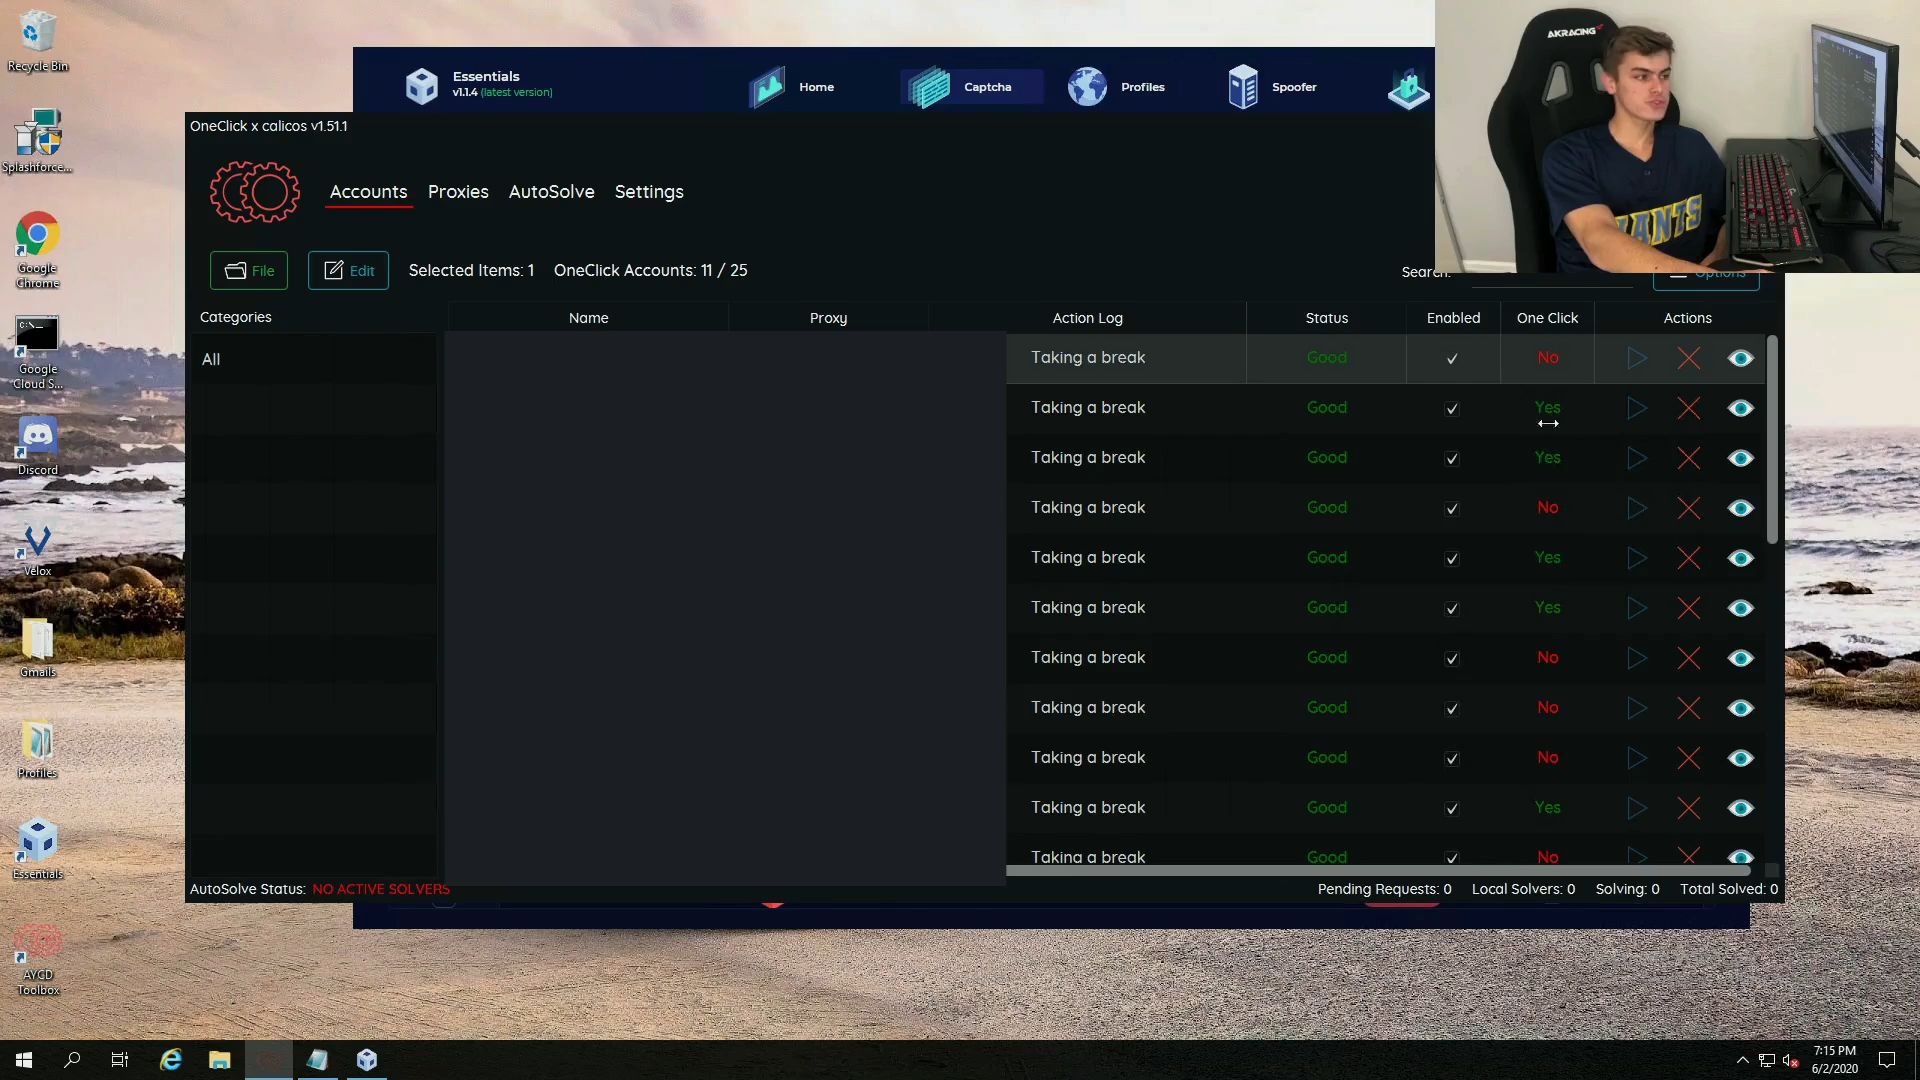 Recycle Bin
Splashforce...
Google
Chrome
Google
Cloud S...
Discord
Velox
Gmails
Profiles
Essentials
AYCD
Toolbox
Essentials
v1.1.4 (latest version)
Home
Captcha
Profiles
Spoofer
AKRACING
GIANTS
OneClick x calicos v1.51.1
Accounts Proxies AutoSolve Settings
File Edit Selected Items: 1 OneClick Accounts: 11 / 25
Search:
Options
Categories Name Proxy Action Log Status Enabled One Click Actions
All Taking a break Good No
Taking a break Good Yes
Taking a break Good Yes
Taking a break Good No
Taking a break Good Yes
Taking a break Good Yes
Taking a break Good No
Taking a break Good No
Taking a break Good No
Taking a break Good Yes
Taking a break Good No
AutoSolve Status: NO ACTIVE SOLVERS Pending Requests: 0 Local Solvers: 0 Solving: 0 Total Solved: 0
7:15 PM
6/2/2020